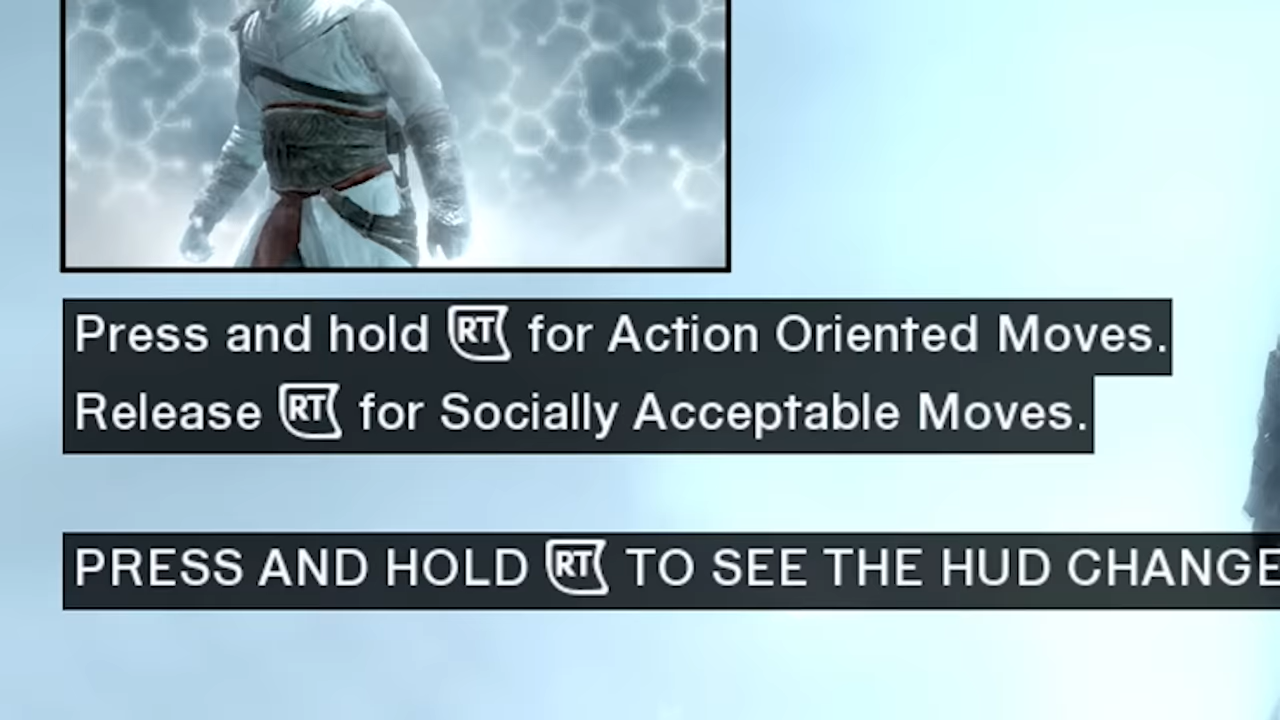 Press and hold RT for Action Oriented Moves.
Release RT for Socially Acceptable Moves.
PRESS AND HOLD RT TO SEE THE HUD CHANGE